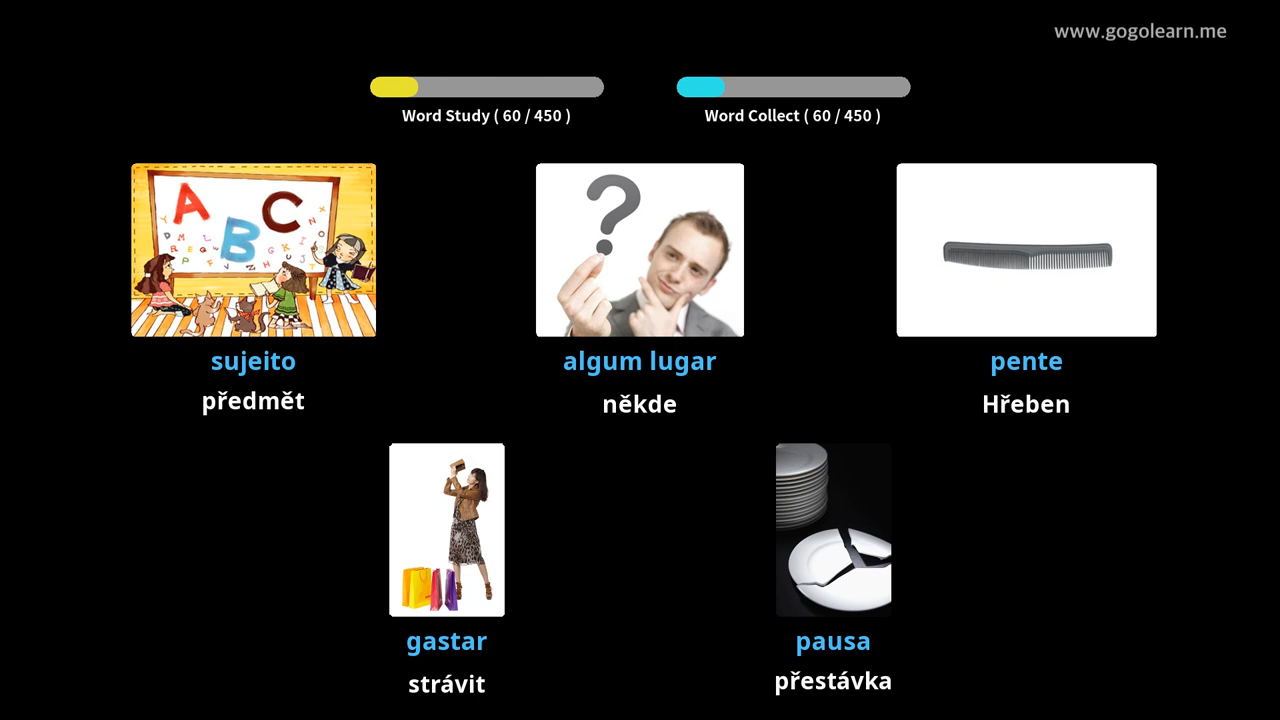 www.gogolearn.me
Word Study ( 60 / 450 )
Word Collect ( 60 / 450 )
A B C
sujeito
předmět
algum lugar
někde
pente
Hřeben
gastar
strávit
pausa
přestávka